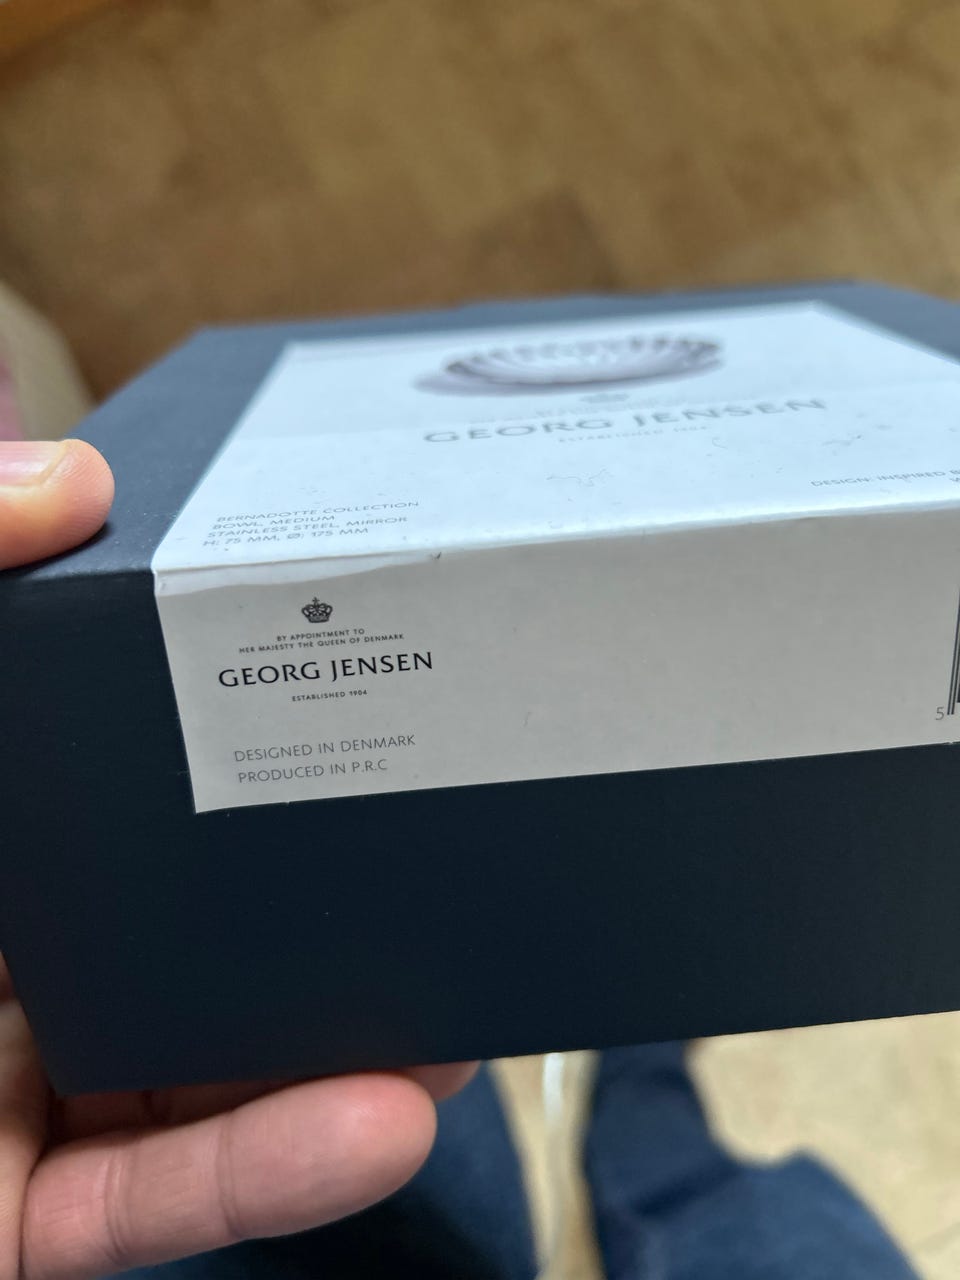 GEORG JENSEN
ESTABLISHED 1904
DESIGN: INSPIRED
BERNADOTTE COLLECTION
BOWL, MEDIUM
STAINLESS STEEL, MIRROR
H: 75 MM, Ø: 175 MM
BY APPOINTMENT TO
HER MAJESTY THE QUEEN OF DENMARK
GEORG JENSEN
ESTABLISHED 1904
DESIGNED IN DENMARK
PRODUCED IN P.R.C
5